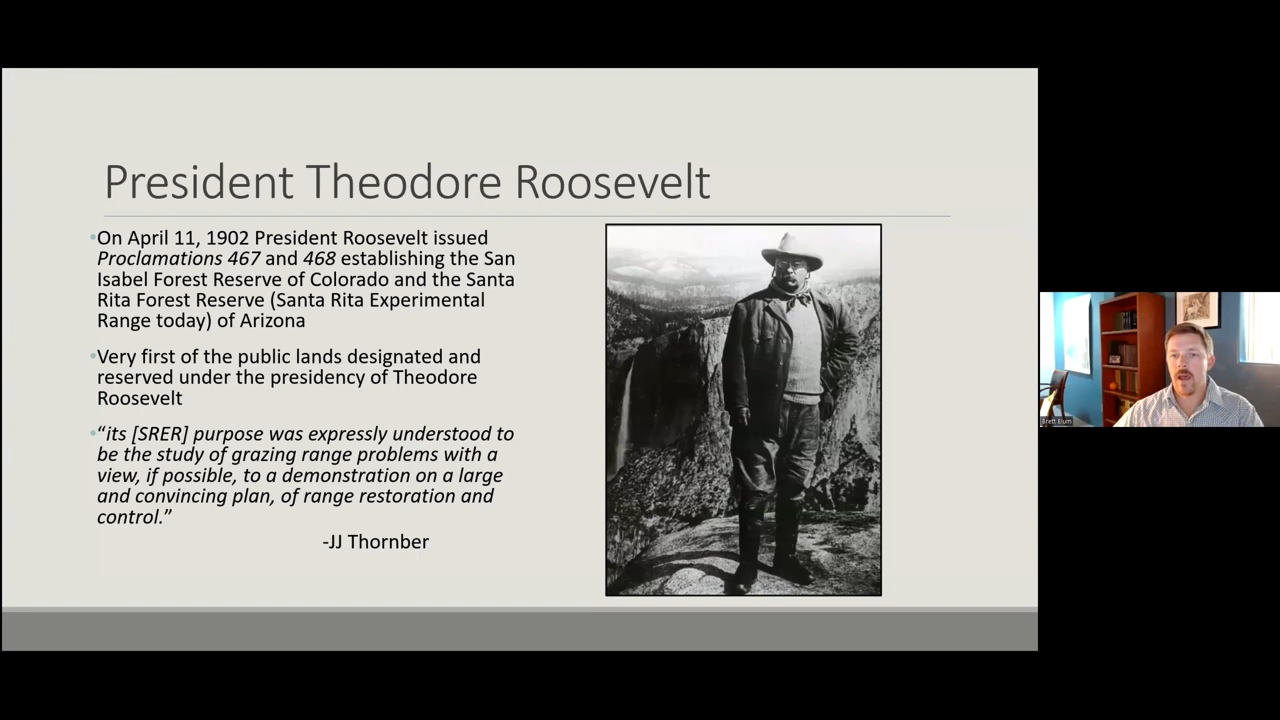 President Theodore Roosevelt
•On April 11, 1902 President Roosevelt issued
Proclamations 467 and 468 establishing the San
Isabel Forest Reserve of Colorado and the Santa
Rita Forest Reserve (Santa Rita Experimental
Range today) of Arizona
•Very first of the public lands designated and
reserved under the presidency of Theodore
Roosevelt
•“its [SRER] purpose was expressly understood to
be the study of grazing range problems with a
view, if possible, to a demonstration on a large
and convincing plan, of range restoration and
control.”
-JJ Thornber
Brett Blum